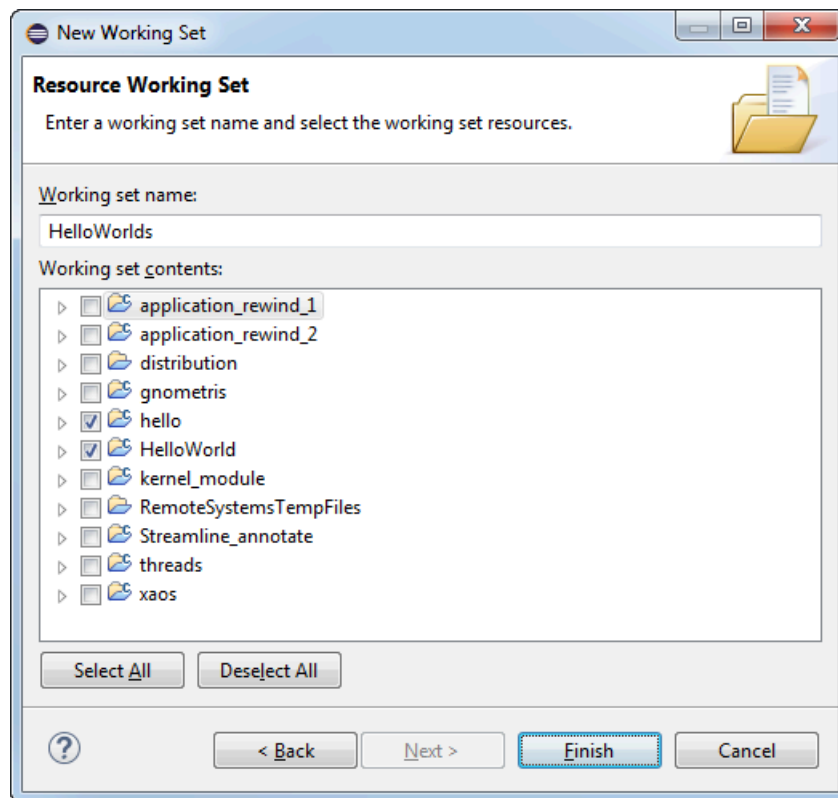 New Working Set
Resource Working Set
Enter a working set name and select the working set resources.
Working set name:
HelloWorlds
Working set contents:
application_rewind_1
application_rewind_2
distribution
gnometris
hello
HelloWorld
kernel_module
RemoteSystemsTempFiles
Streamline_annotate
threads
xaos
Select All Deselect All
? < Back Next > Finish Cancel